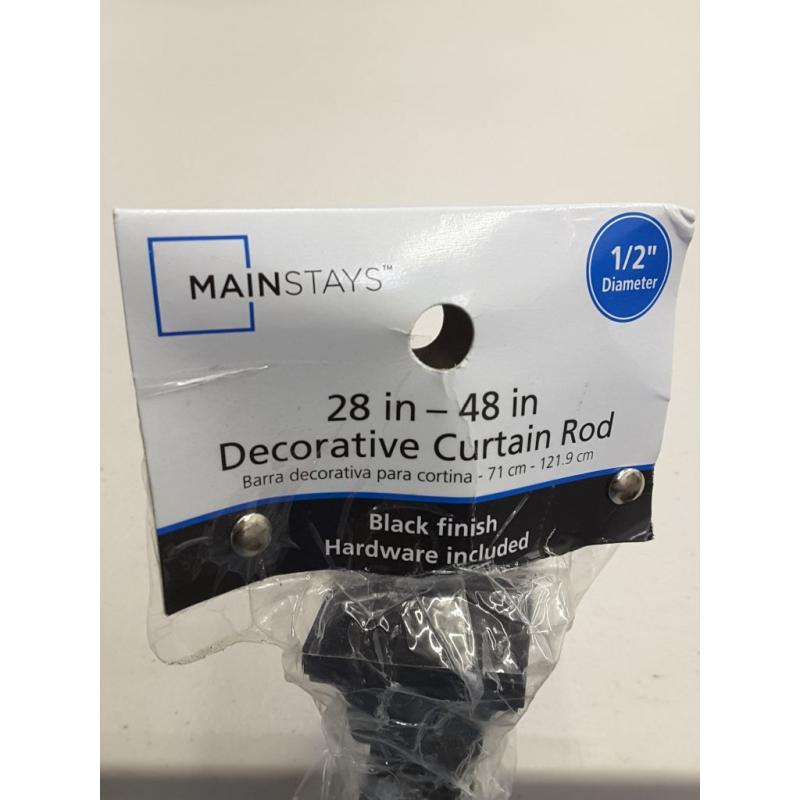 MAINSTAYS™
1/2"
Diameter
28 in – 48 in
Decorative Curtain Rod
Barra decorativa para cortina - 71 cm - 121.9 cm
Black finish
Hardware included